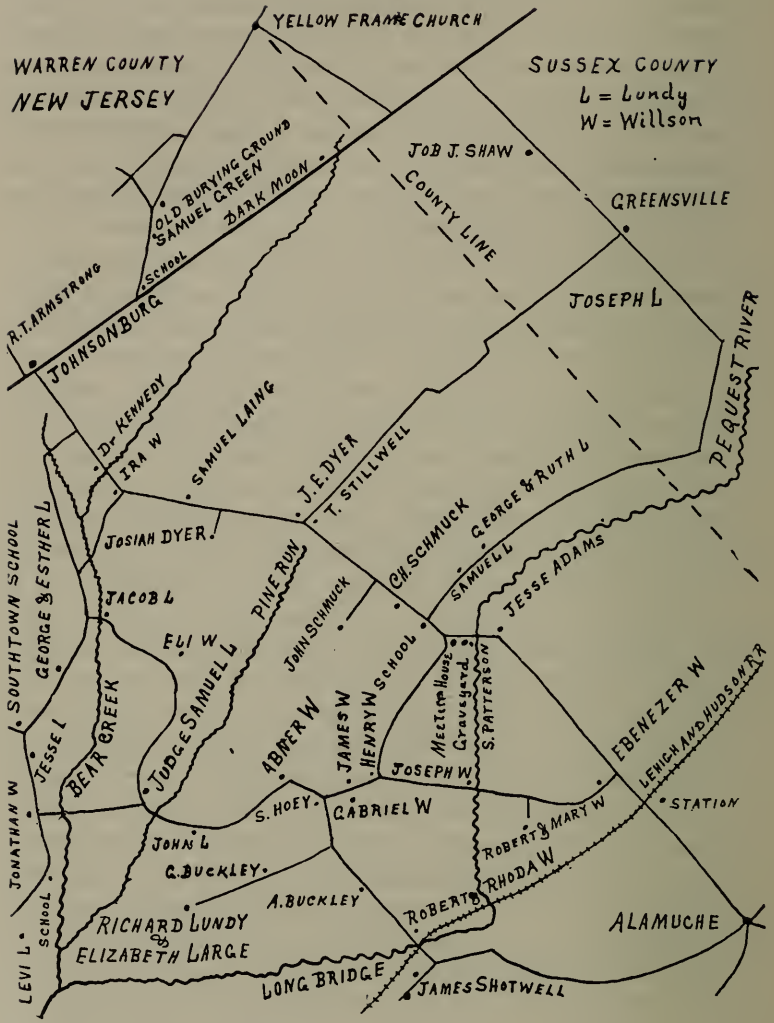 YELLOW FRAME CHURCH
WARREN COUNTY
NEW JERSEY
SUSSEX COUNTY
L = Lundy
W = Willson
JOB J. SHAW
OLD BURYING GROUND
SAMUEL GREEN
DARK MOON
COUNTY LINE
GREENSVILLE
SCHOOL
R.T. ARMSTRONG
JOHNSONBURG
JOSEPH L
PEQUEST RIVER
Dr KENNEDY
IRA W
SAMUEL LAING
J.E. DYER
T. STILLWELL
GEORGE & RUTH L
CH. SCHMUCK
SAMUEL L
JOSIAH DYER
SOUTHTOWN SCHOOL
GEORGE & ESTHER L
JACOB L
PINE RUN
JOHN SCHMUCK
JESSE ADAMS
ELI W
JUDGE SAMUEL L
SCHOOL
MEETING HOUSE
Graveyard
S. PATTERSON
EBENEZER W
LEHIGH AND HUDSON RR
JESSE L
BEAR CREEK
ABNER W
JAMES W
HENRY W
JOSEPH W
STATION
JONATHAN W
S. HOEY
GABRIEL W
ROBERT & MARY W
JOHN L
G. BUCKLEY
A. BUCKLEY
ROBERT & RHODA W
SCHOOL
RICHARD LUNDY
&
ELIZABETH LARGE
ALAMUCHE
LEVI L
LONG BRIDGE
JAMES SHOTWELL